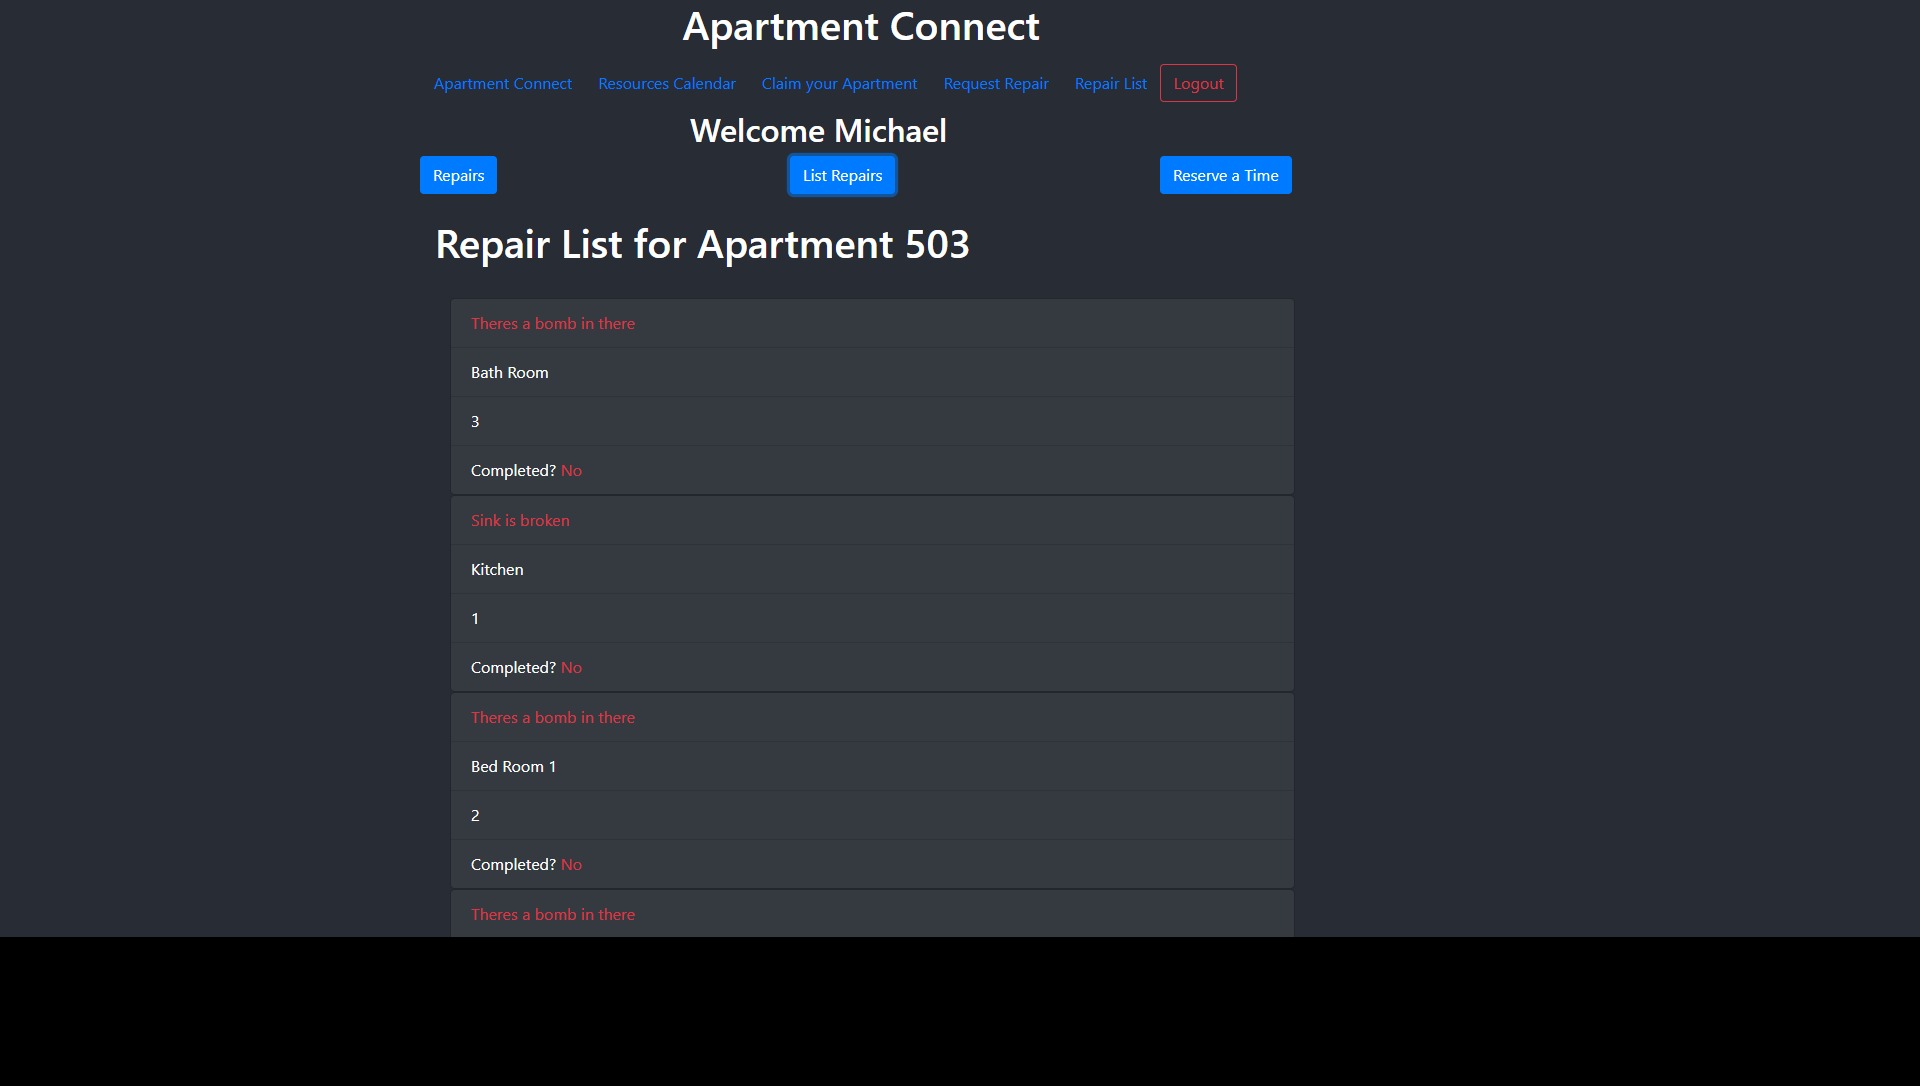 Apartment Connect
Apartment Connect Resources Calendar Claim your Apartment Request Repair Repair List Logout
Welcome Michael
Repairs List Repairs Reserve a Time
Repair List for Apartment 503
Theres a bomb in there
Bath Room
3
Completed? No
Sink is broken
Kitchen
1
Completed? No
Theres a bomb in there
Bed Room 1
2
Completed? No
Theres a bomb in there